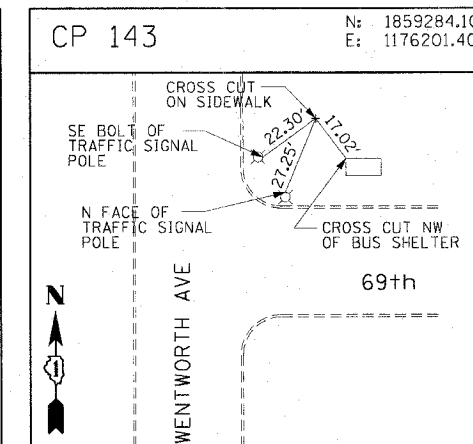 CP 143
N: 1859284.10
E: 1176201.40
CROSS CUT
ON SIDEWALK
SE BOLT OF
TRAFFIC SIGNAL
POLE
22.30'
17.02'
27.25'
N FACE OF
TRAFFIC SIGNAL
POLE
CROSS CUT NW
OF BUS SHELTER
69th
N
WENTWORTH AVE